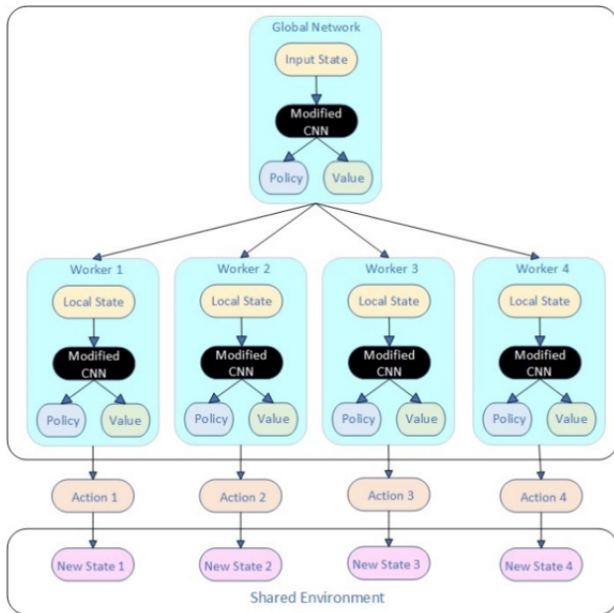 Global Network
Input State
Modified
CNN
Policy Value
Worker 1 Worker 2 Worker 3 Worker 4
Local State Local State Local State Local State
Modified Modified Modified Modified
CNN CNN CNN CNN
Policy Value Policy Value Policy Value Policy Value
Action 1 Action 2 Action 3 Action 4
New State 1 New State 2 New State 3 New State 4
Shared Environment